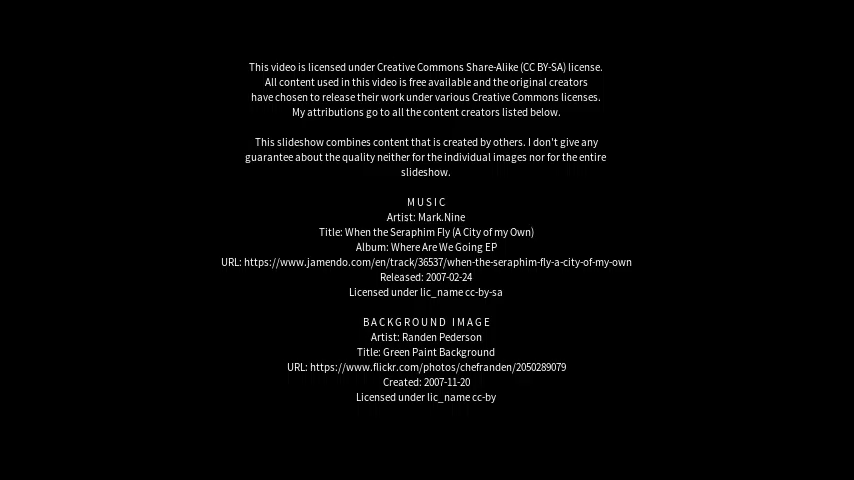 This video is licensed under Creative Commons Share-Alike (CC BY-SA) license.
All content used in this video is free available and the original creators
have chosen to release their work under various Creative Commons licenses.
My attributions go to all the content creators listed below.
This slideshow combines content that is created by others. I don't give any
guarantee about the quality neither for the individual images nor for the entire
slideshow.
MUSIC
Artist: Mark.Nine
Title: When the Seraphim Fly (A City of my Own)
Album: Where Are We Going EP
URL: https://www.jamendo.com/en/track/36537/when-the-seraphim-fly-a-city-of-my-own
Released: 2007-02-24
Licensed under lic_name cc-by-sa
BACKGROUND IMAGE
Artist: Randen Pederson
Title: Green Paint Background
URL: https://www.flickr.com/photos/chefranden/2050289079
Created: 2007-11-20
Licensed under lic_name cc-by